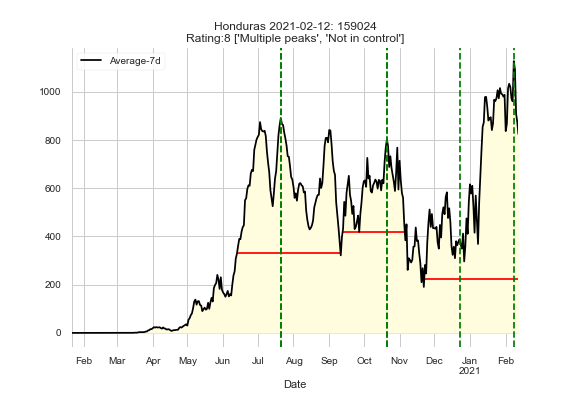 Honduras 2021-02-12: 159024
Rating:8 ['Multiple peaks', 'Not in control']
Average-7d
1000
800
600
400
200
0
Feb Mar Apr May Jun Jul Aug Sep Oct Nov Dec Jan Feb
2021
Date